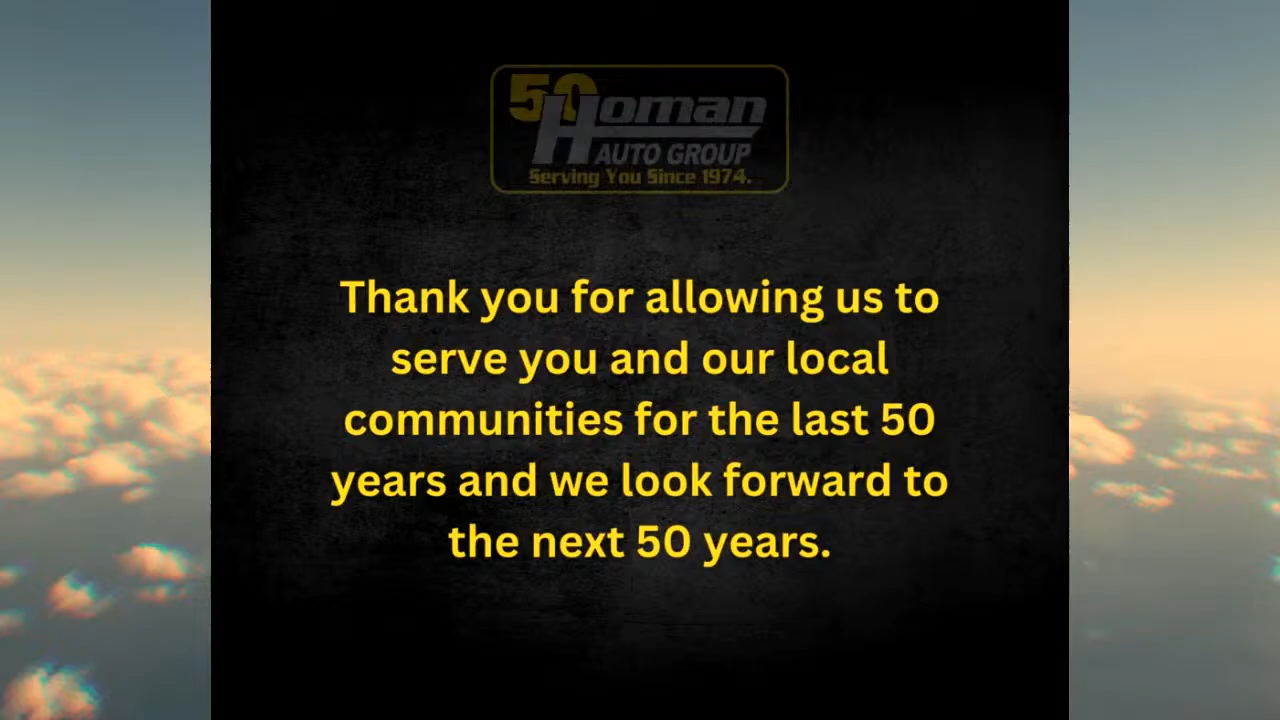 50
Homan
AUTO GROUP
Serving You Since 1974.
Thank you for allowing us to
serve you and our local
communities for the last 50
years and we look forward to
the next 50 years.